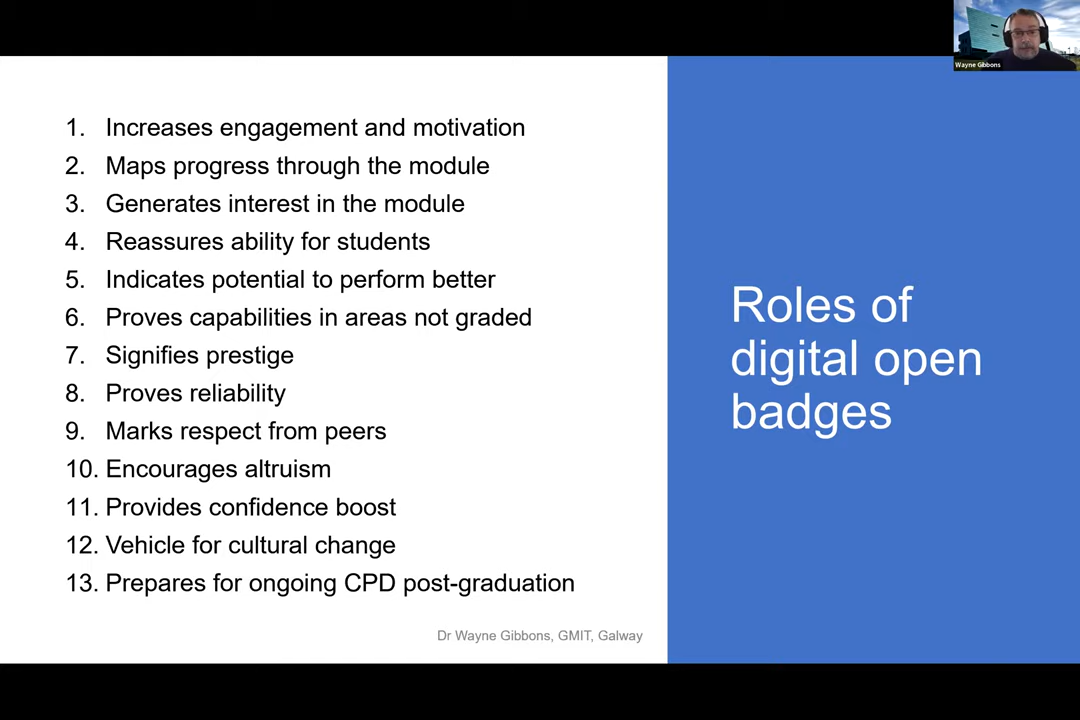 Wayne Gibbons
1. Increases engagement and motivation
2. Maps progress through the module
3. Generates interest in the module
4. Reassures ability for students
5. Indicates potential to perform better
6. Proves capabilities in areas not graded
7. Signifies prestige
8. Proves reliability
9. Marks respect from peers
10. Encourages altruism
11. Provides confidence boost
12. Vehicle for cultural change
13. Prepares for ongoing CPD post-graduation
Dr Wayne Gibbons, GMIT, Galway
Roles of
digital open
badges